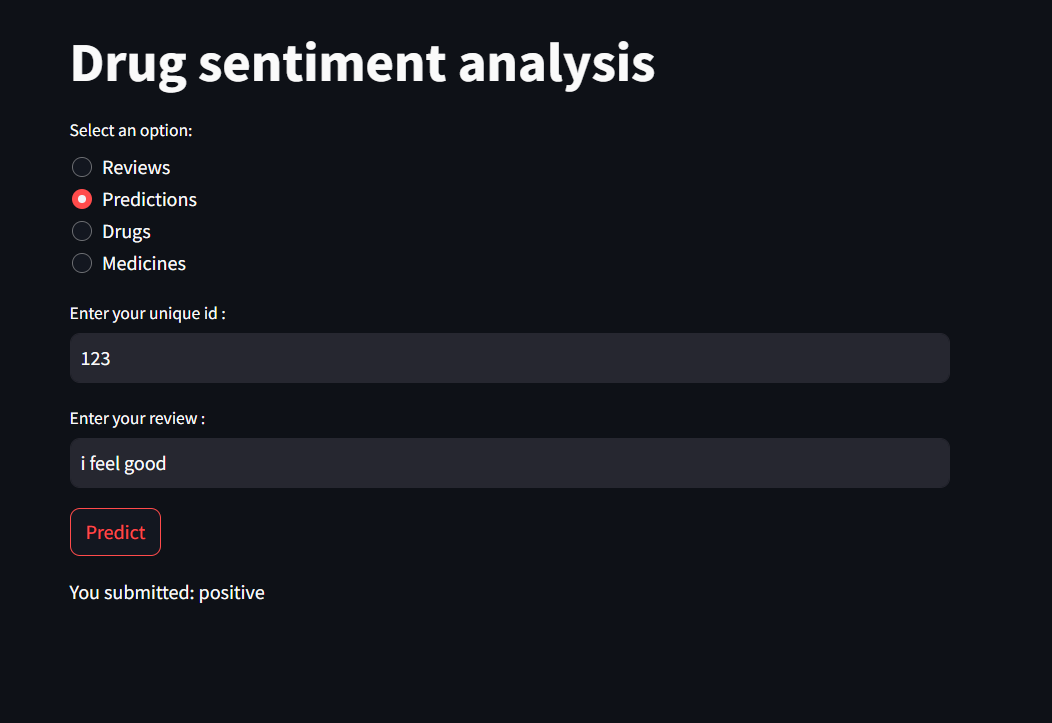 Drug sentiment analysis
Select an option:
Reviews
Predictions
Drugs
Medicines
Enter your unique id :
123
Enter your review :
i feel good
Predict
You submitted: positive